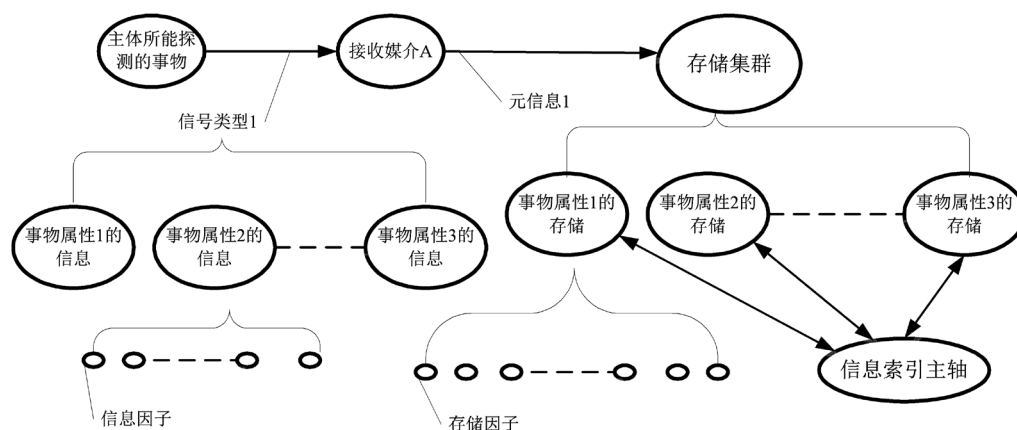 主体所能探
测的事物
接收媒介A
存储集群
元信息1
信号类型1
事物属性1的
信息
事物属性2的
信息
事物属性3的
信息
事物属性1的
存储
事物属性2的
存储
事物属性3的
存储
信息索引主轴
信息因子
存储因子